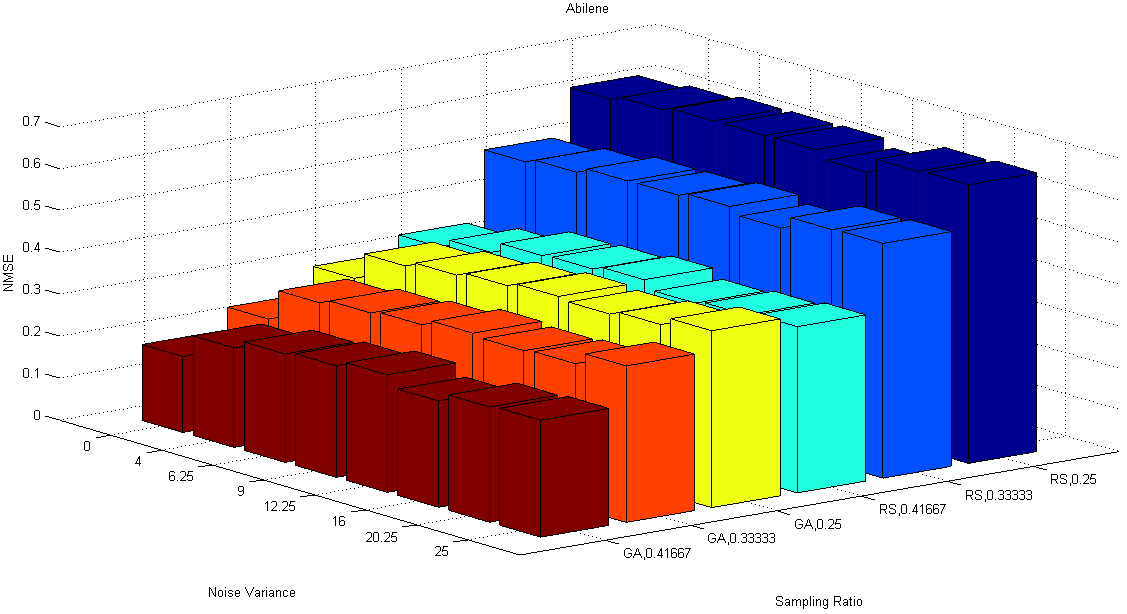 Abilene
0.7
0.6
0.5
0.4
0.3
0.2
0.1
0
NMSE
0
4
6.25
9
12.25
16
20.25
25
Noise Variance
GA,0.41667
GA,0.33333
GA,0.25
RS,0.41667
RS,0.33333
RS,0.25
Sampling Ratio